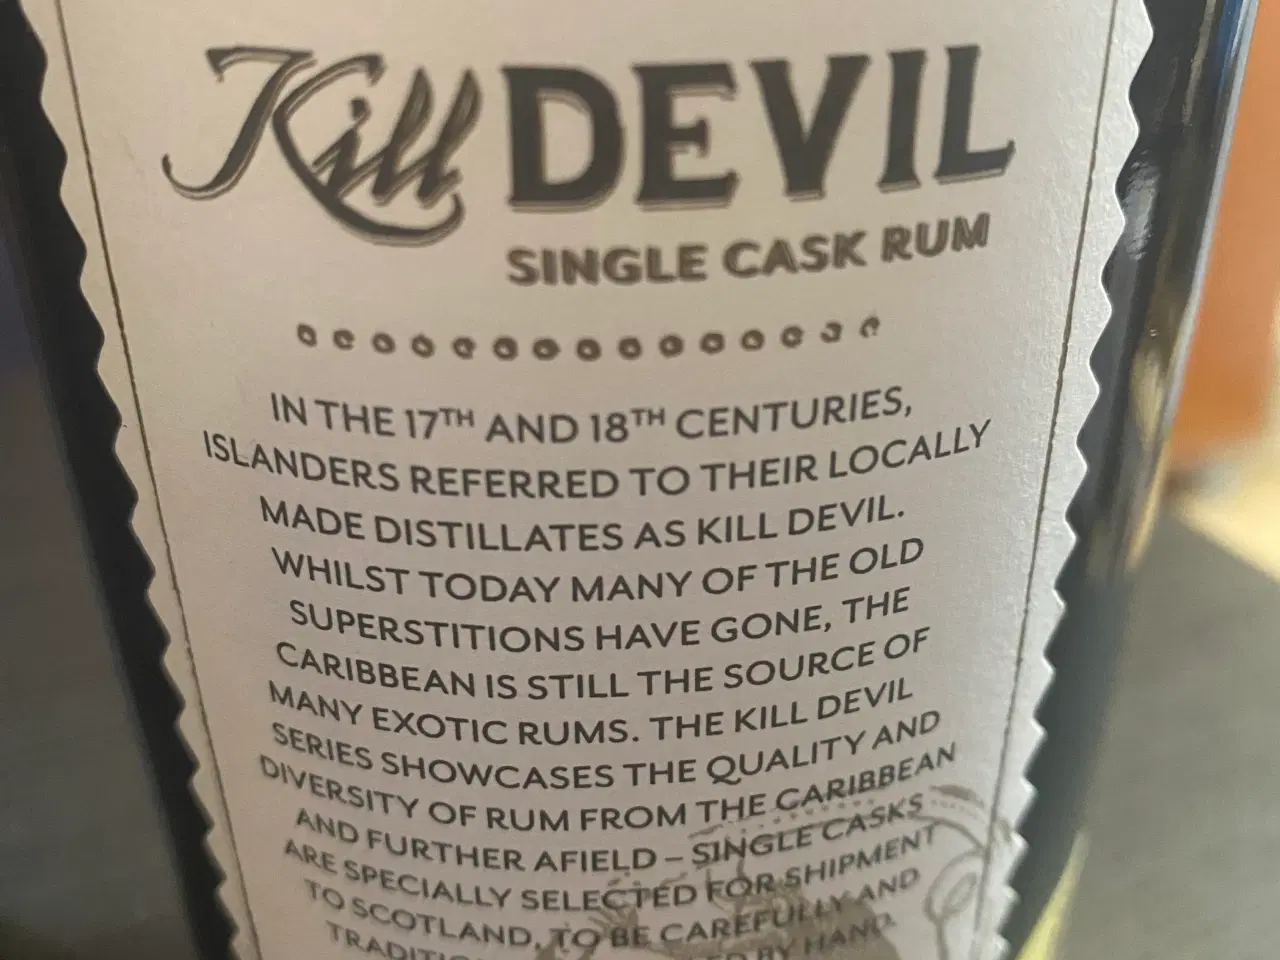 Kill DEVIL
SINGLE CASK RUM
IN THE 17TH AND 18TH CENTURIES,
ISLANDERS REFERRED TO THEIR LOCALLY
MADE DISTILLATES AS KILL DEVIL.
WHILST TODAY MANY OF THE OLD
SUPERSTITIONS HAVE GONE, THE
CARIBBEAN IS STILL THE SOURCE OF
MANY EXOTIC RUMS. THE KILL DEVIL
SERIES SHOWCASES THE QUALITY AND
DIVERSITY OF RUM FROM THE CARIBBEAN
AND FURTHER AFIELD – SINGLE CASKS
ARE SPECIALLY SELECTED FOR SHIPMENT
TO SCOTLAND, TO BE CAREFULLY AND
BY HAND.